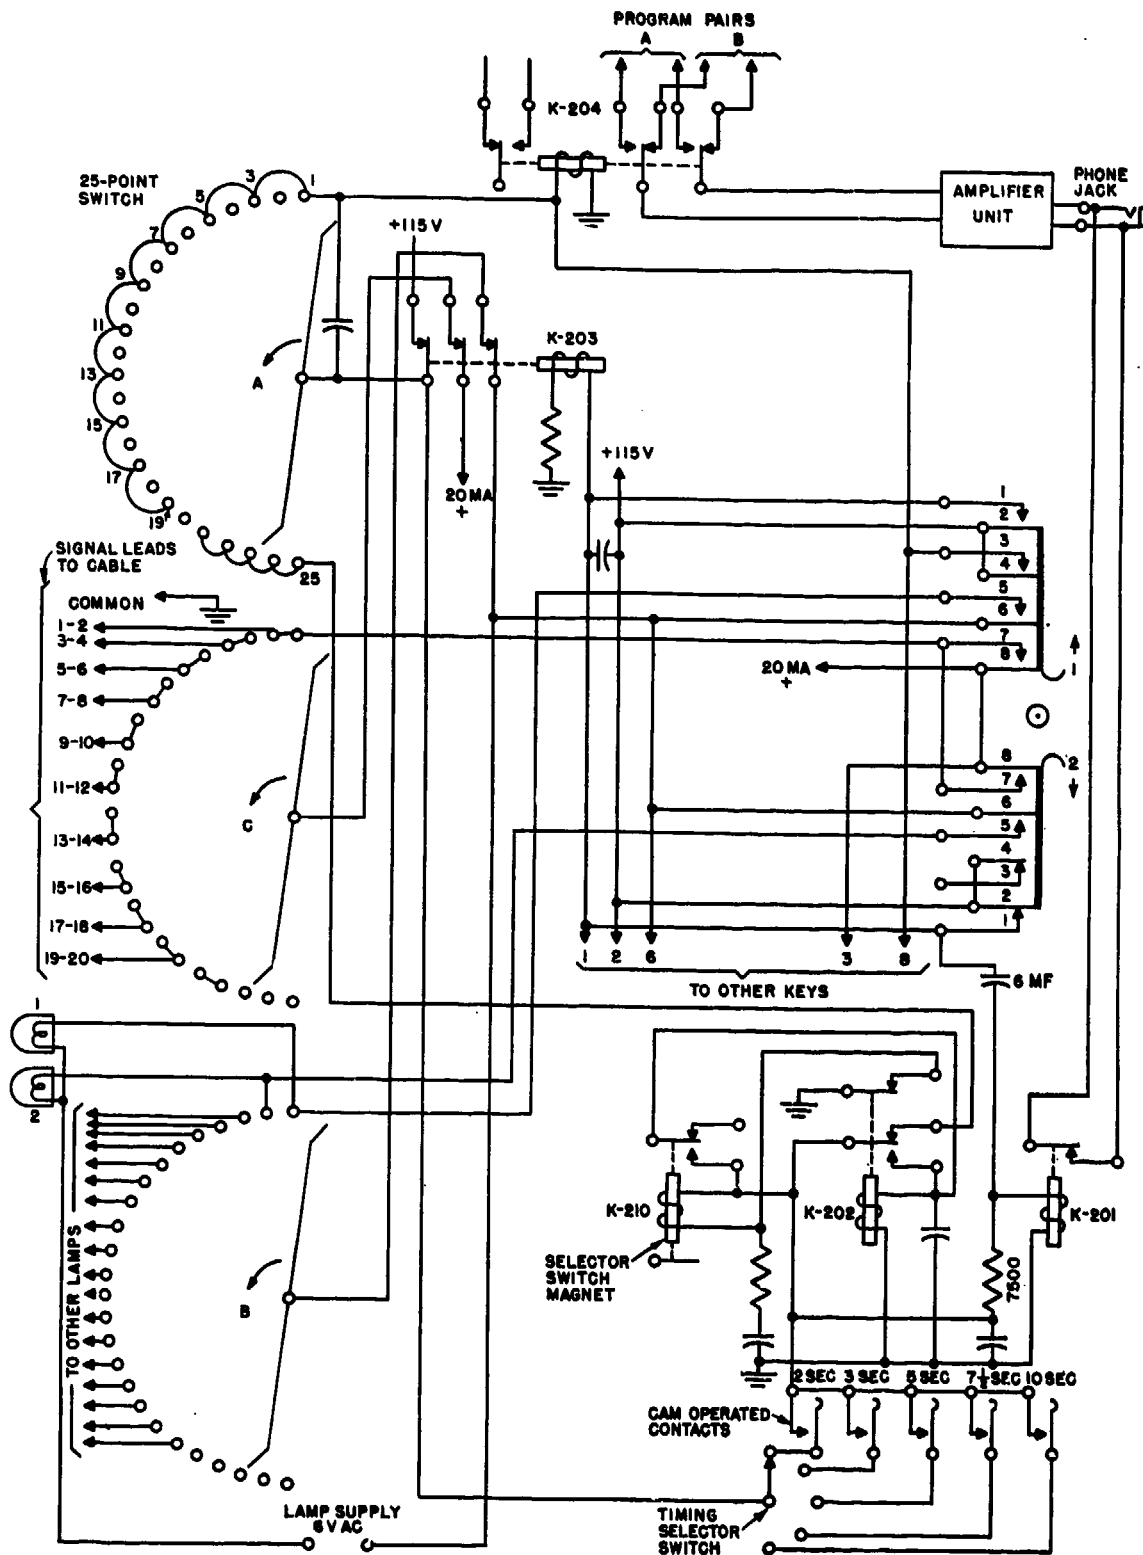 PROGRAM PAIRS
A B
K-204
25-POINT
SWITCH
1
3
5
7
9
11
13
15
17
19
25
+115V
AMPLIFIER
UNIT
PHONE
JACK
K-203
A
20MA
+
+115V
SIGNAL LEADS
TO CABLE
COMMON
1-2
3-4
5-6
7-8
9-10
11-12
13-14
15-16
17-18
19-20
C
1
2
3
4
5
6
7
8
20MA
+
1
2
8
7
6
5
4
3
2
1
1 2 6 3 8
TO OTHER KEYS
6 MF
1
2
TO OTHER LAMPS
B
K-210
K-202
K-201
SELECTOR
SWITCH
MAGNET
7500
2 SEC 3 SEC 5 SEC 7 1/2 SEC 10 SEC
CAM OPERATED
CONTACTS
LAMP SUPPLY
6V AC
TIMING
SELECTOR
SWITCH